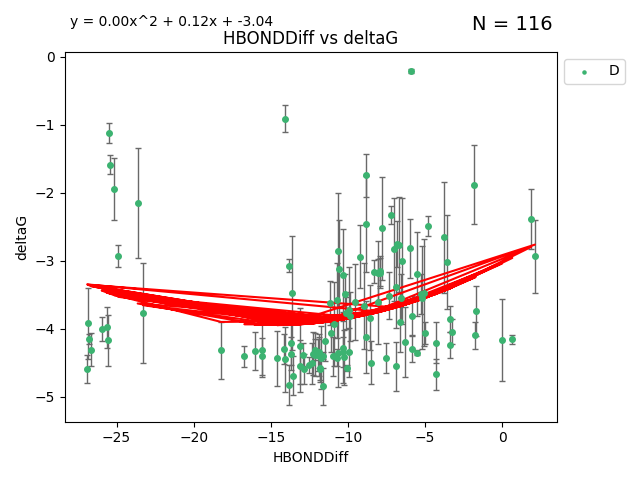 y = 0.00x^2 + 0.12x + -3.04
N = 116
HBONDDiff vs deltaG
D
deltaG
0
−1
−2
−3
−4
−5
−25
−20
−15
−10
−5
0
HBONDDiff